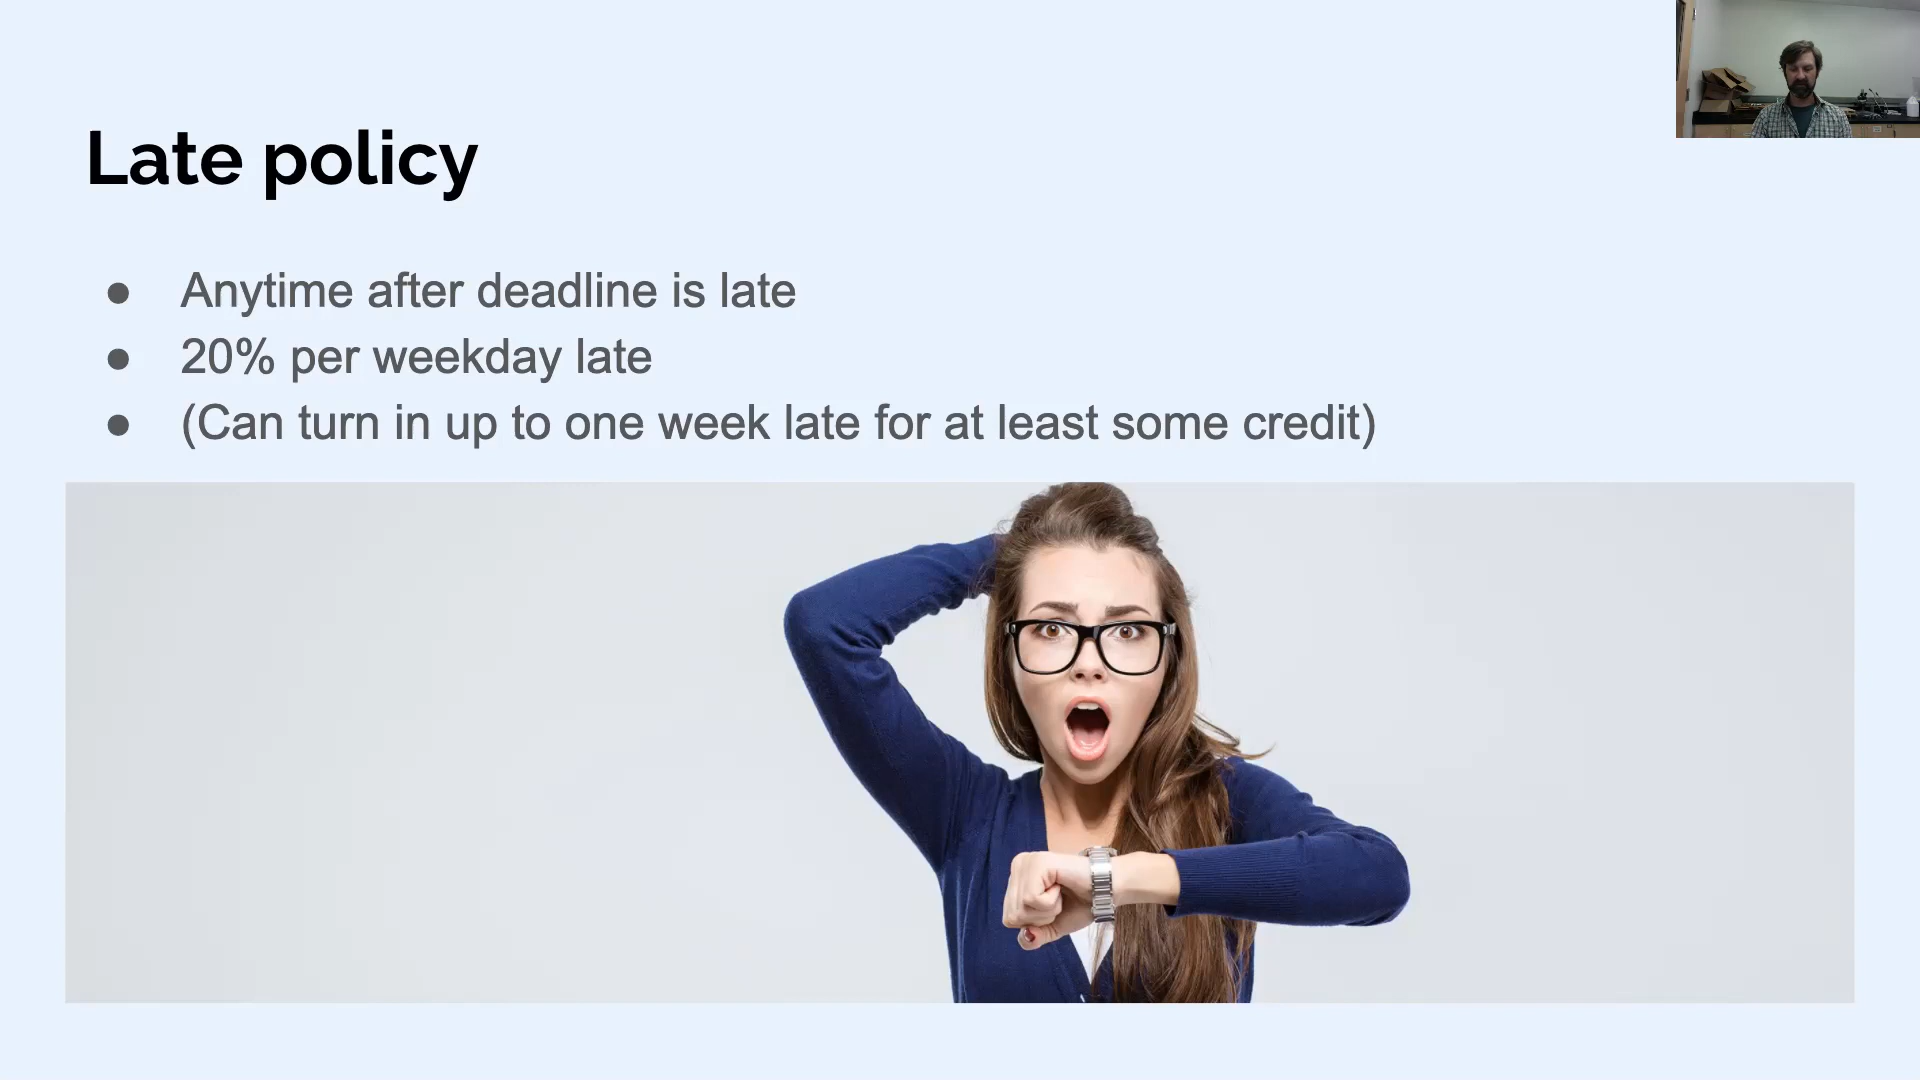 Late policy
● Anytime after deadline is late
● 20% per weekday late
● (Can turn in up to one week late for at least some credit)